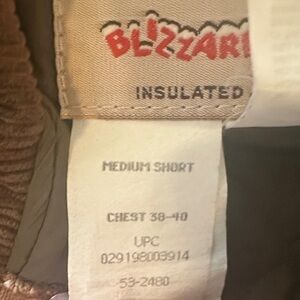 BLIZZAR
INSULATED
MEDIUM SHORT
CHEST 38-40
UPC
029198003914
53-2480